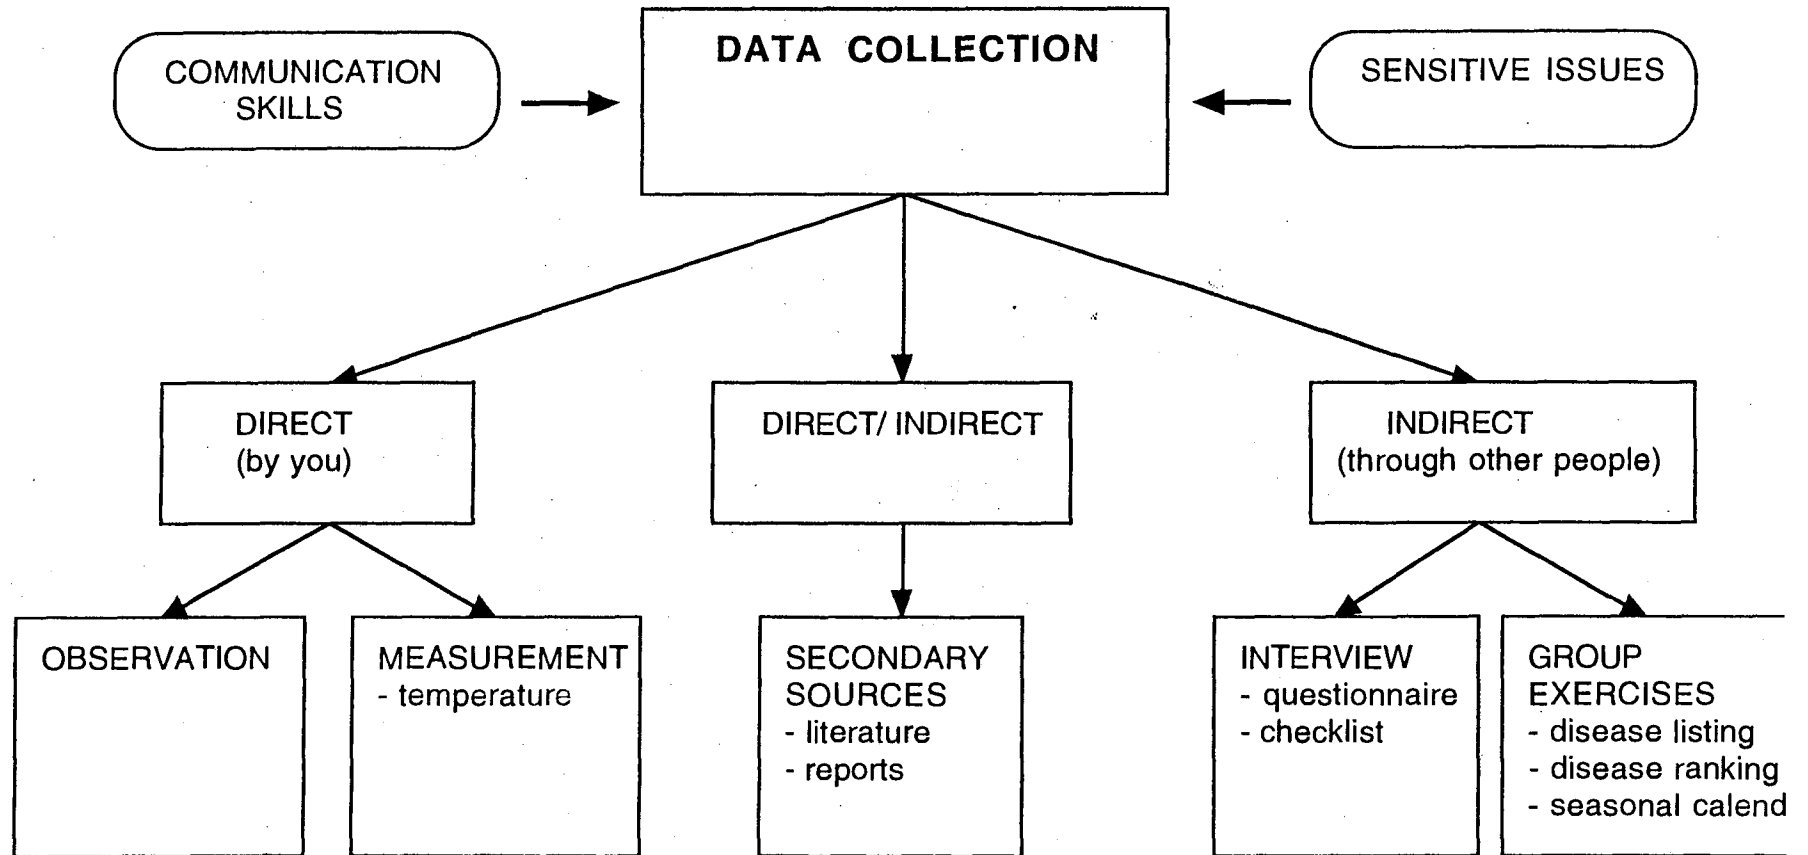 DATA COLLECTION
COMMUNICATION
SKILLS
SENSITIVE ISSUES
DIRECT
(by you)
DIRECT/ INDIRECT
INDIRECT
(through other people)
OBSERVATION
MEASUREMENT
- temperature
SECONDARY
SOURCES
- literature
- reports
INTERVIEW
- questionnaire
- checklist
GROUP
EXERCISES
- disease listing
- disease ranking
- seasonal calend